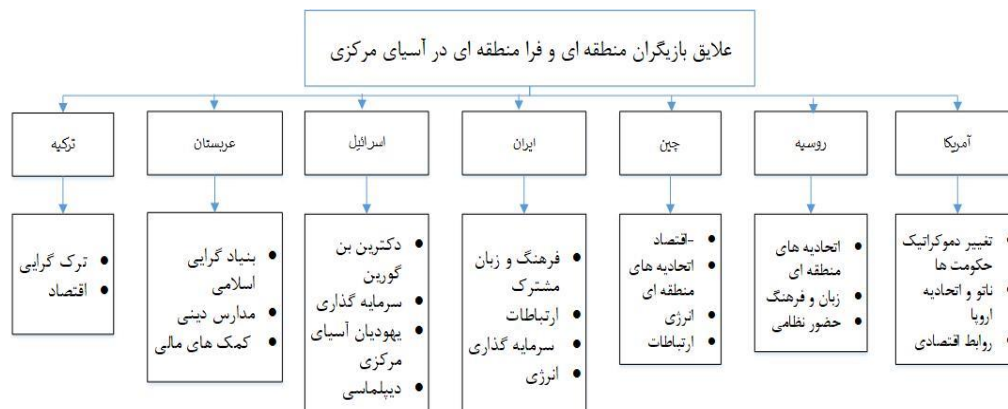 علایق بازیگران منطقه ای و فرا منطقه ای در آسیای مرکزی
آمریکا
روسیه
چین
ایران
اسرائیل
عربستان
ترکیه
• تغییر دموکراتیک
حکومت ها
• ناتو و اتحادیه
اروپا
• روابط اقتصادی
• اتحادیه های
منطقه ای
• زبان و فرهنگ
• حضور نظامی
• -اقتصاد
• اتحادیه های
منطقه ای
• انرژی
• ارتباطات
• فرهنگ و زبان
مشترک
• ارتباطات
• سرمایه گذاری
• انرژی
• دکترین بن
گورین
• سرمایه گذاری
• یهودیان آسیای
مرکزی
• دیپلماسی
• بنیاد گرایی
اسلامی
• مدارس دینی
• کمک های مالی
• ترک گرایی
• اقتصاد